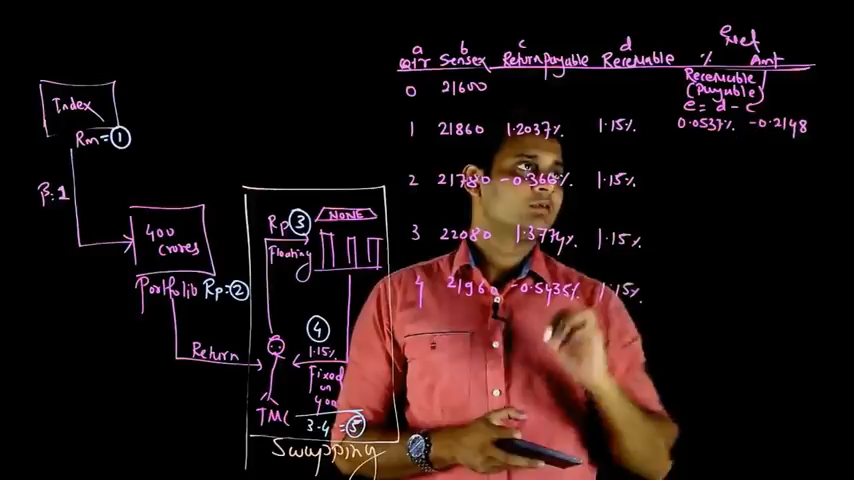 a b c d eNet
Qtr Sensex Return payable Receivable % Amt
Receivable
(Payable)
e = d - c
0 21600
1 21860 1.2037% 1.15% 0.0537% -0.2148
2 21780 -0.366% 1.15%
3 22080 1.3774% 1.15%
4 21960 -0.5435% 1.15%
Index
Rm = 1
β: 1
400
crores
Portfolio Rp = 2
Return
Rp 3
NONE
Floating
4
1.15%
Fixed
on
400
TMC
3-4 = 5
Swapping